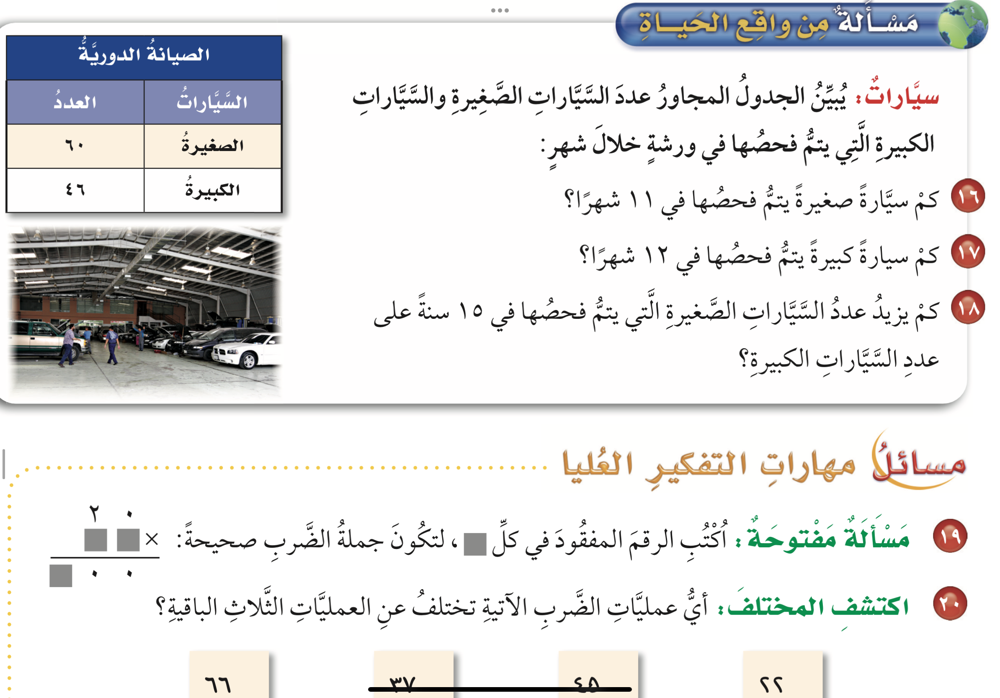 مَسْأَلةٌ مِن واقِع الحَياةِ
الصيانةُ الدوريَّةُ
السَّيَّاراتُ العددُ
الصغيرةُ ٦٠
الكبيرةُ ٤٦
سيَّاراتٌ: يُبيِّنُ الجدولُ المجاورُ عددَ السَّيَّاراتِ الصَّغِيرةِ والسَّيَّاراتِ
الكبيرةِ الَّتِي يتمُّ فحصُها في ورشةٍ خلالَ شهرٍ:
١٦ كمْ سيَّارةً صغيرةً يتمُّ فحصُها في ١١ شهرًا؟
١٧ كمْ سيارةً كبيرةً يتمُّ فحصُها في ١٢ شهرًا؟
١٨ كمْ يزيدُ عددُ السَّيَّاراتِ الصَّغيرةِ الَّتي يتمُّ فحصُها في ١٥ سنةً على
عددِ السَّيَّاراتِ الكبيرةِ؟
مسائلُ مهاراتِ التفكيرِ العُليا
١٩ مَسْأَلَةٌ مَفْتوحَةٌ: اُكْتُبِ الرقمَ المفقُودَ في كلِّ ■، لتكُونَ جملةُ الضَّربِ صحيحةً:
٢٠
× ■■
■٠٠
٢٠ اكتشفِ المختلفَ: أيُّ عمليَّاتِ الضَّربِ الآتيةِ تختلفُ عنِ العمليَّاتِ الثَّلاثِ الباقيةِ؟
٢٢ ٤٥ ٣٧ ٦٦